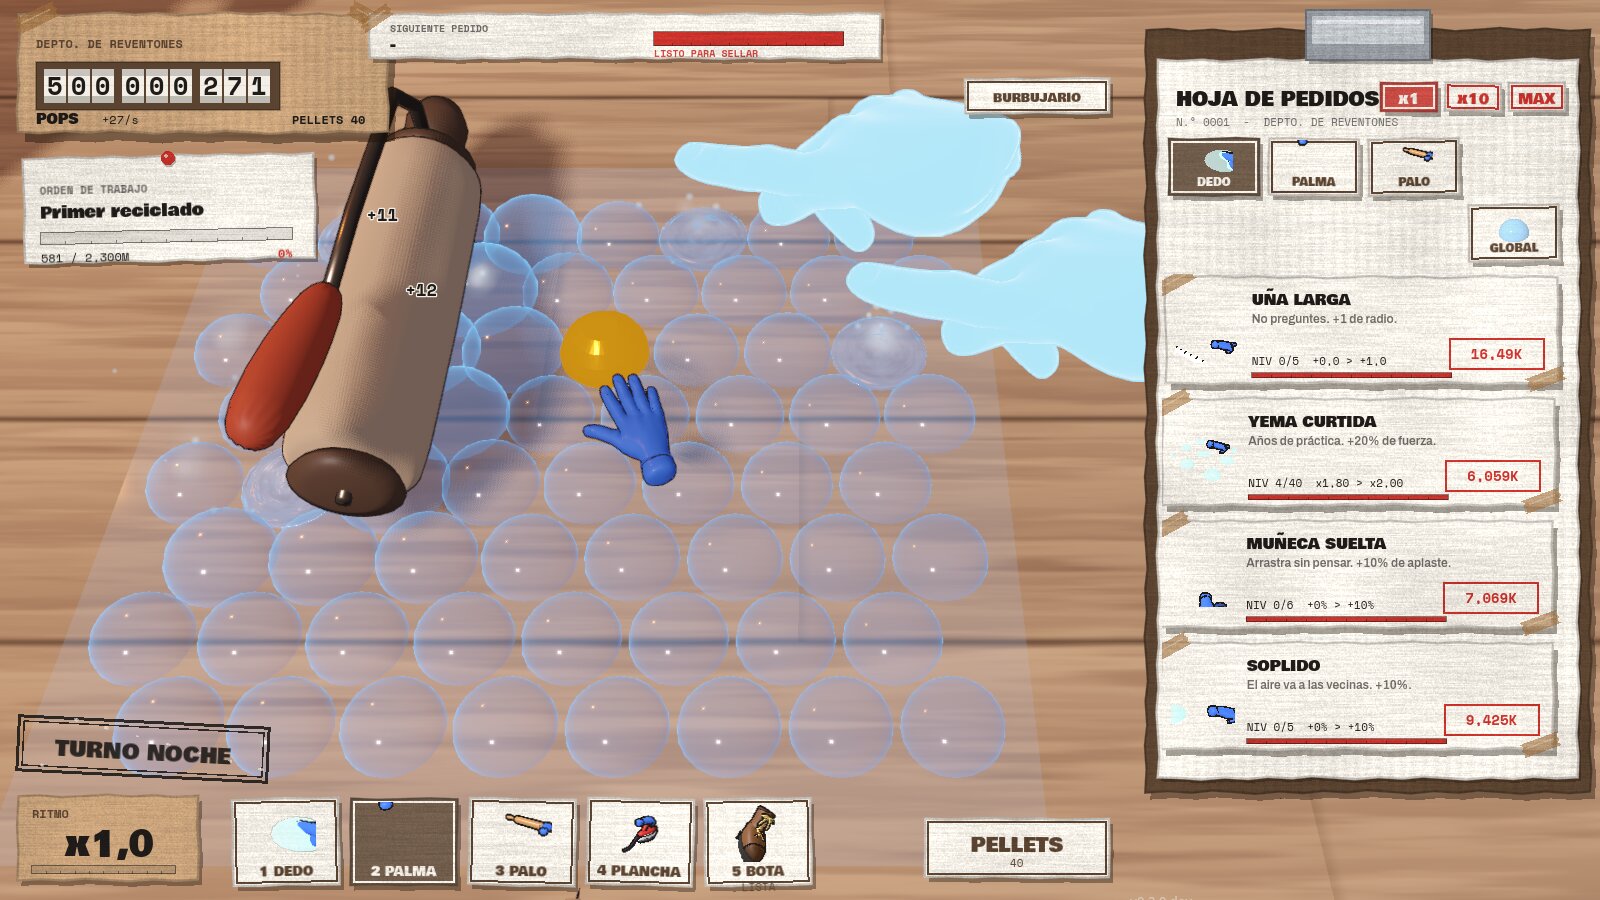 DEPTO. DE REVENTONES
500 000 271
POPS +27/s PELLETS 40
SIGUIENTE PEDIDO
-
LISTO PARA SELLAR
BURBUJARIO
ORDEN DE TRABAJO
Primer reciclado
0%
581 / 2,300M
+11
+12
HOJA DE PEDIDOS x1 x10 MAX
N.° 0001 - DEPTO. DE REVENTONES
DEDO PALMA PALO
GLOBAL
UÑA LARGA
No preguntes. +1 de radio.
NIV 0/5 +0,0 > +1,0
16,49K
YEMA CURTIDA
Años de práctica. +20% de fuerza.
NIV 4/40 x1,80 > x2,00
6,059K
MUÑECA SUELTA
Arrastra sin pensar. +10% de aplaste.
NIV 0/6 +0% > +10%
7,069K
SOPLIDO
El aire va a las vecinas. +10%.
NIV 0/5 +0% > +10%
9,425K
TURNO NOCHE
RITMO
x1,0
1 DEDO
2 PALMA
3 PALO
4 PLANCHA
5 BOTA
LISTA
PELLETS
40